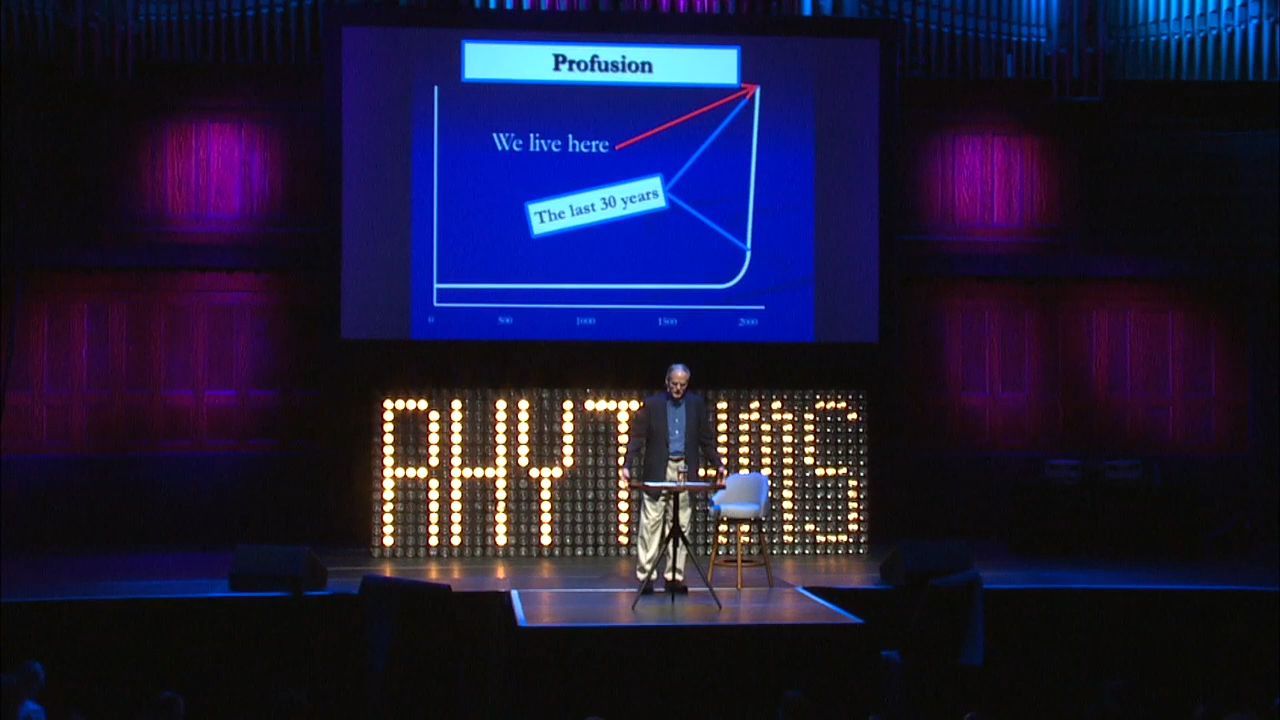 Profusion
We live here
The last 30 years
0 500 1000 1500 2000
RHYTHMS